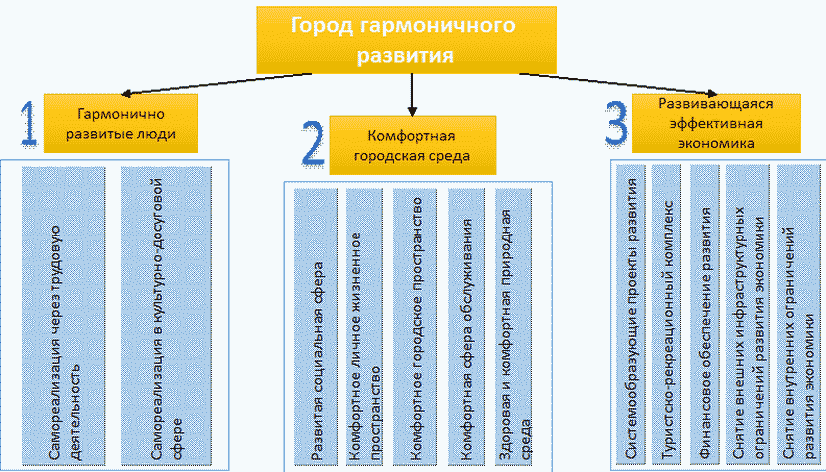 Город гармоничного
развития
1
Гармонично
развитые люди
2
Комфортная
городская среда
3
Развивающаяся
эффективная
экономика
Самореализация через трудовую
деятельность
Самореализация в культурно-досуговой
сфере
Развитая социальная сфера
Комфортное личное жизненное
пространство
Комфортное городское пространство
Комфортная сфера обслуживания
Здоровая и комфортная природная
среда
Системообразующие проекты развития
Туристско-рекреационный комплекс
Финансовое обеспечение развития
Снятие внешних инфраструктурных
ограничений развития экономики
Снятие внутренних ограничений
развития экономики